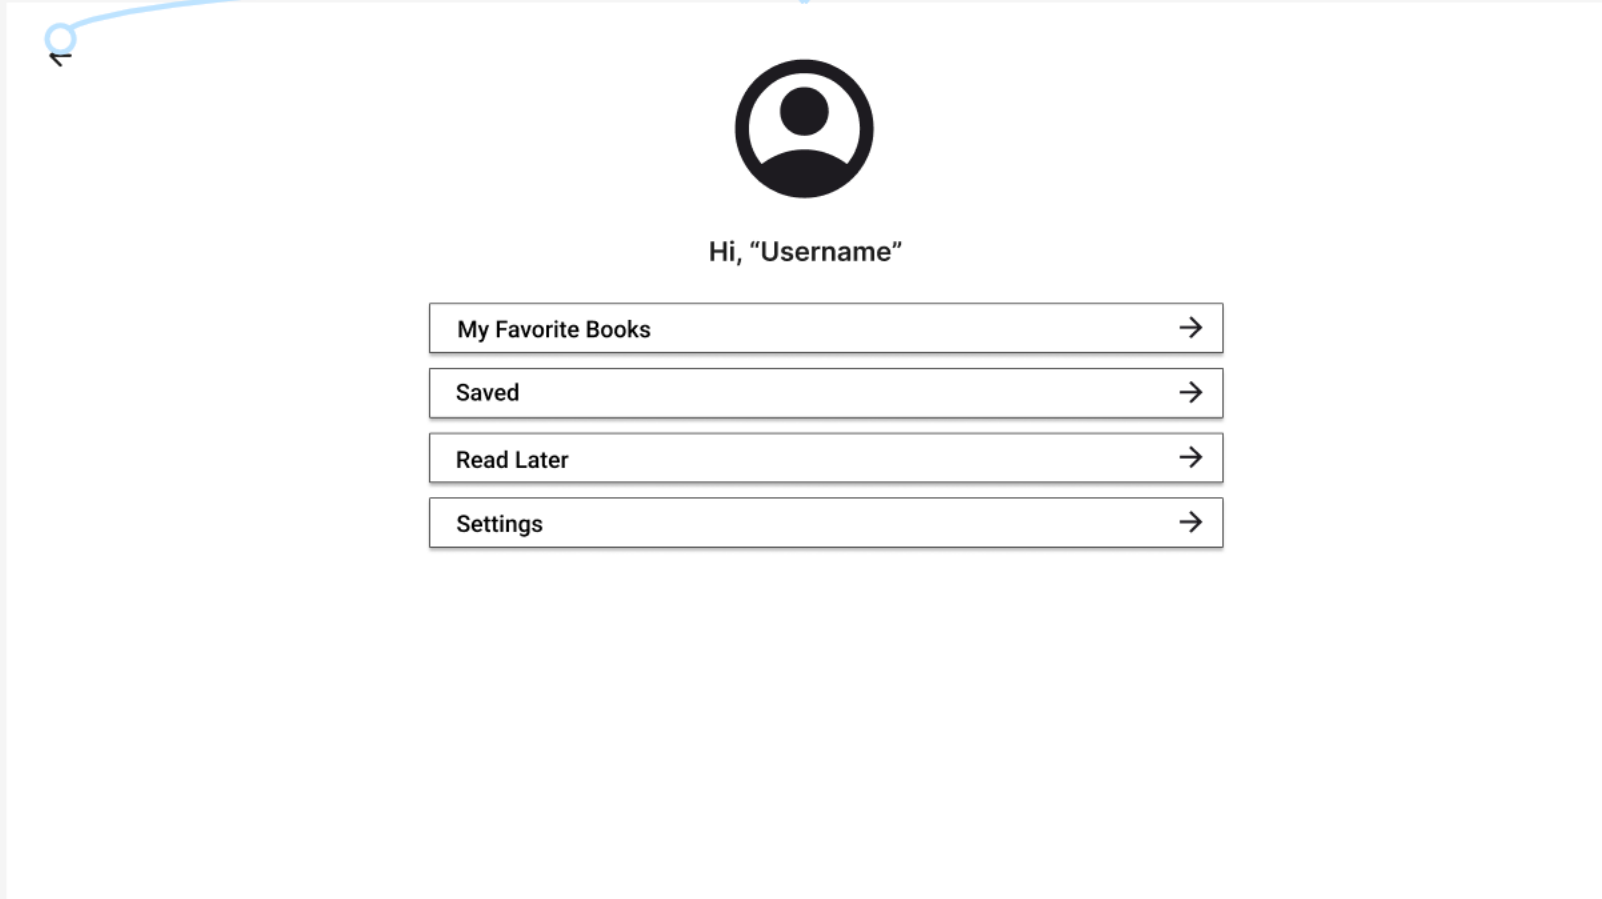 Hi, “Username”
My Favorite Books
Saved
Read Later
Settings